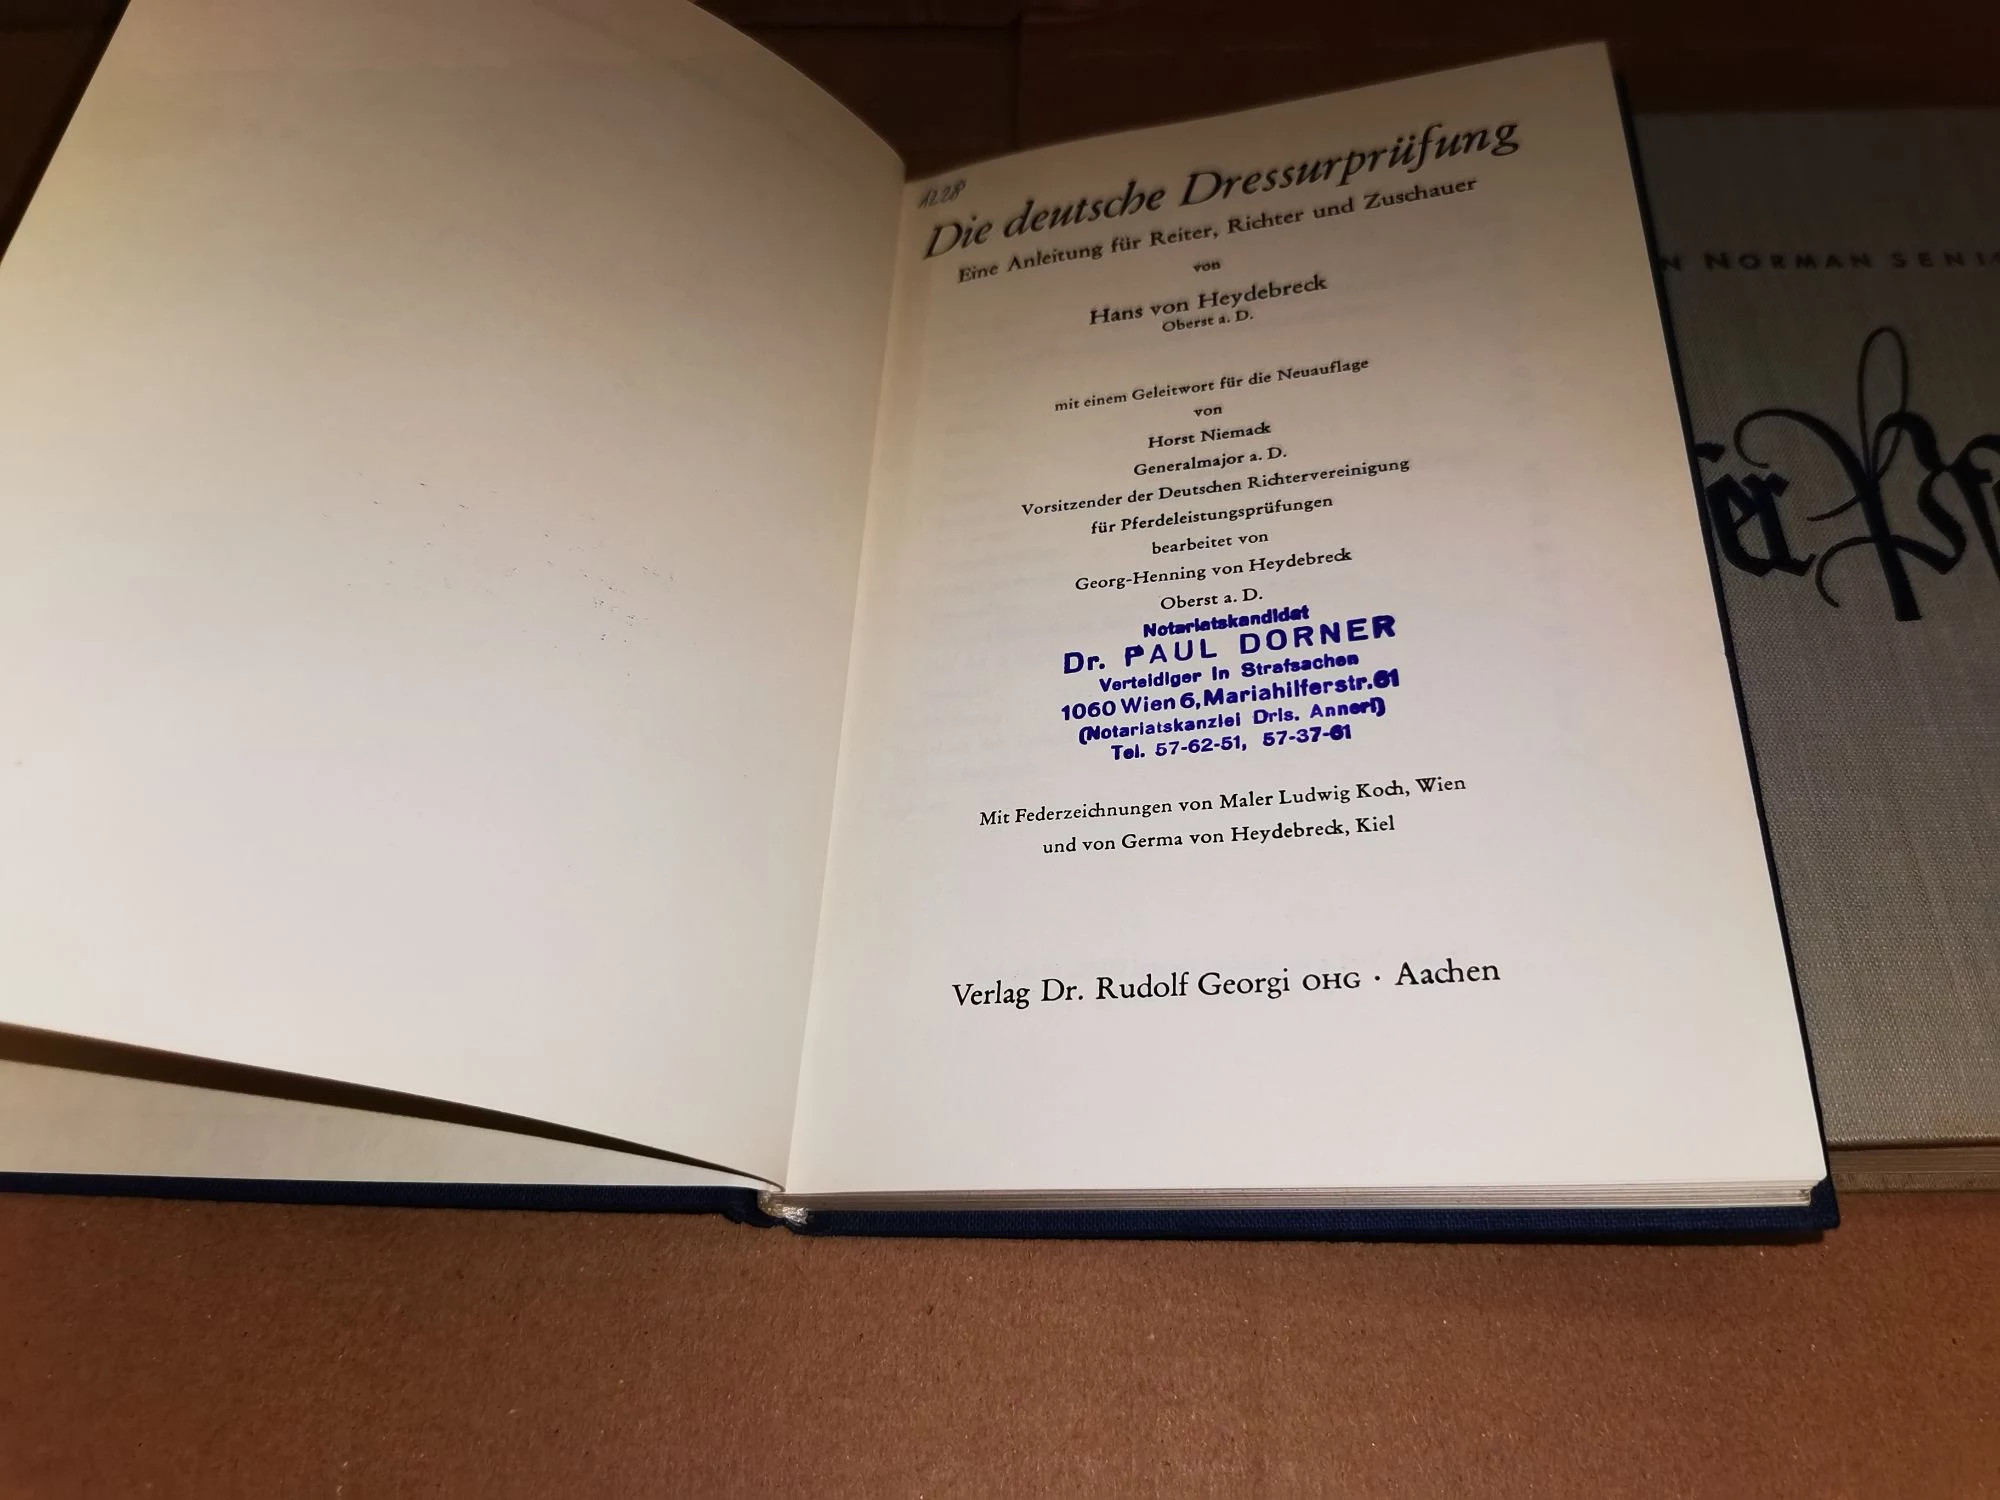 1228
Die deutsche Dressurprüfung
Eine Anleitung für Reiter, Richter und Zuschauer
von
Hans von Heydebreck
Oberst a. D.
mit einem Geleitwort für die Neuauflage
von
Horst Niemack
Generalmajor a. D.
Vorsitzender der Deutschen Richtervereinigung
für Pferdeleistungsprüfungen
bearbeitet von
Georg-Henning von Heydebreck
Oberst a. D.
Notariatskandidat
Dr. PAUL DORNER
Verteidiger in Strafsachen
1060 Wien 6, Mariahilferstr. 61
(Notariatskanzlei Dris. Annerl)
Tel. 57-62-51, 57-37-61
Mit Federzeichnungen von Maler Ludwig Koch, Wien
und von Germa von Heydebreck, Kiel
Verlag Dr. Rudolf Georgi OHG · Aachen
N NORMAN SENI